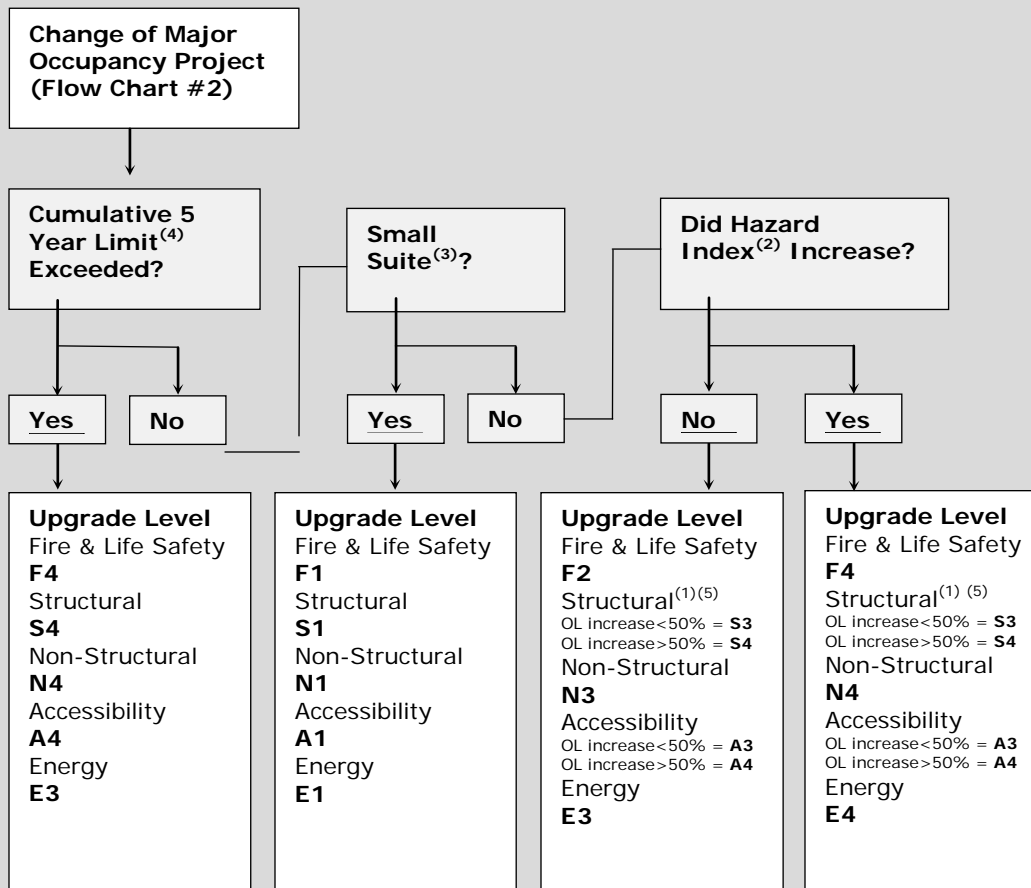 Change of Major
Occupancy Project
(Flow Chart #2)
Cumulative 5
Year Limit(4)
Exceeded?
Small
Suite(3)?
Did Hazard
Index(2) Increase?
Yes
No
Yes
No
No
Yes
Upgrade Level
Fire & Life Safety
F4
Structural
S4
Non-Structural
N4
Accessibility
A4
Energy
E3
Upgrade Level
Fire & Life Safety
F1
Structural
S1
Non-Structural
N1
Accessibility
A1
Energy
E1
Upgrade Level
Fire & Life Safety
F2
Structural(1)(5)
OL increase<50% = S3
OL increase>50% = S4
Non-Structural
N3
Accessibility
OL increase<50% = A3
OL increase>50% = A4
Energy
E3
Upgrade Level
Fire & Life Safety
F4
Structural(1) (5)
OL increase<50% = S3
OL increase>50% = S4
Non-Structural
N4
Accessibility
OL increase<50% = A3
OL increase>50% = A4
Energy
E4